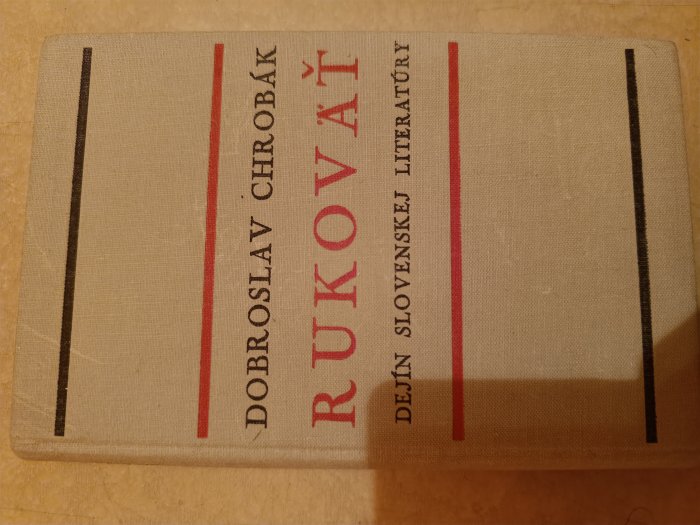 DOBROSLAV CHROBÁK
RUKOVÄŤ
DEJÍN SLOVENSKEJ LITERATÚRY